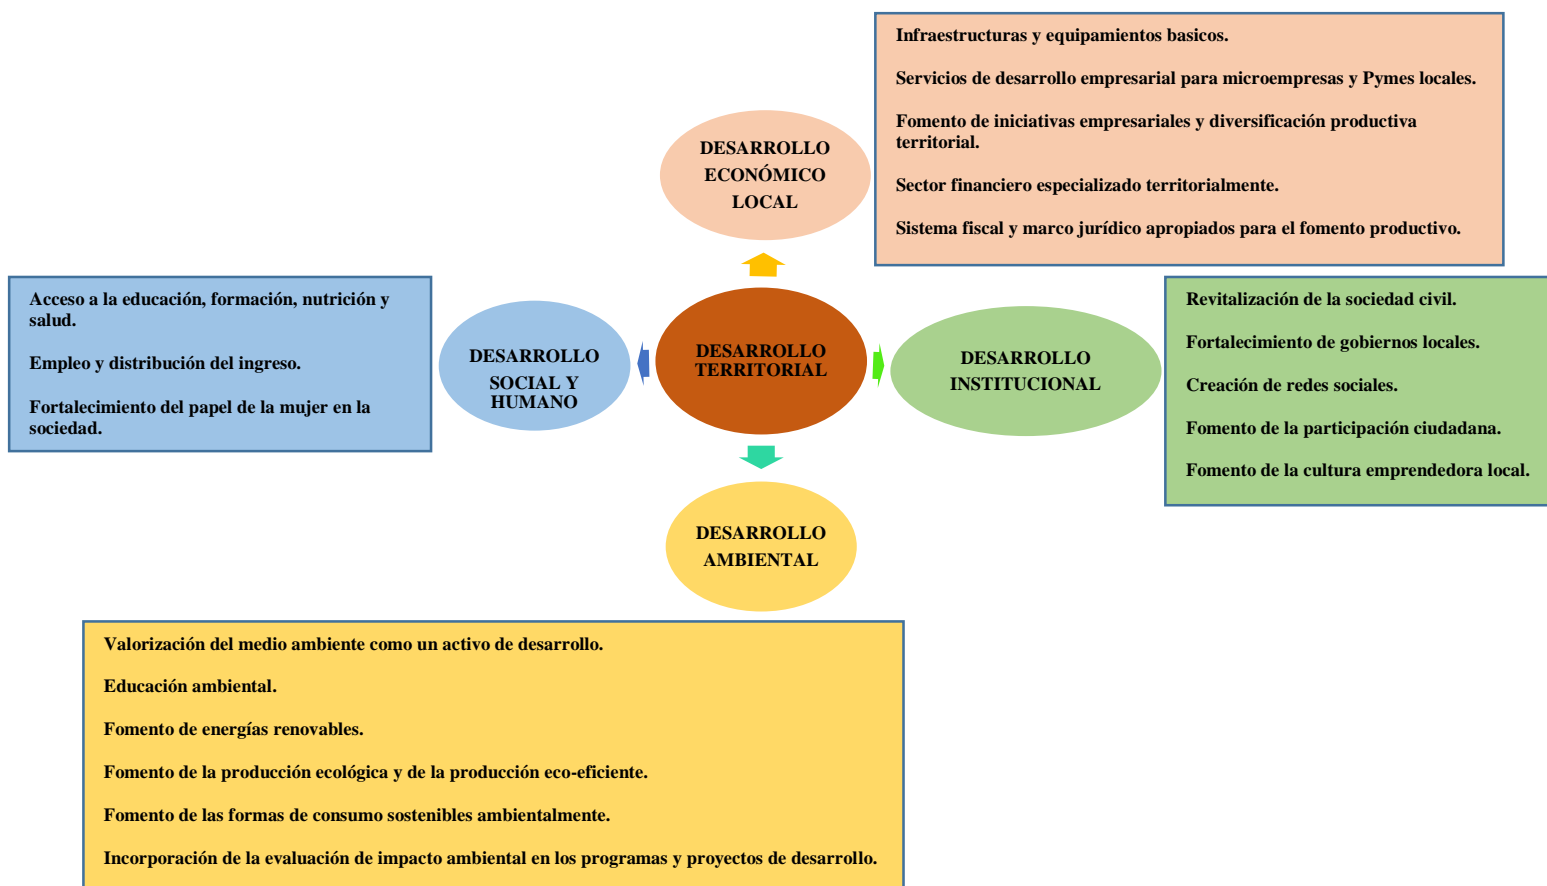 Infraestructuras y equipamientos basicos.
Servicios de desarrollo empresarial para microempresas y Pymes locales.
Fomento de iniciativas empresariales y diversificación productiva
territorial.
Sector financiero especializado territorialmente.
Sistema fiscal y marco jurídico apropiados para el fomento productivo.
DESARROLLO
ECONÓMICO
LOCAL
Acceso a la educación, formación, nutrición y
salud.
Empleo y distribución del ingreso.
Fortalecimiento del papel de la mujer en la
sociedad.
DESARROLLO
SOCIAL Y
HUMANO
DESARROLLO
TERRITORIAL
DESARROLLO
INSTITUCIONAL
Revitalización de la sociedad civil.
Fortalecimiento de gobiernos locales.
Creación de redes sociales.
Fomento de la participación ciudadana.
Fomento de la cultura emprendedora local.
DESARROLLO
AMBIENTAL
Valorización del medio ambiente como un activo de desarrollo.
Educación ambiental.
Fomento de energías renovables.
Fomento de la producción ecológica y de la producción eco-eficiente.
Fomento de las formas de consumo sostenibles ambientalmente.
Incorporación de la evaluación de impacto ambiental en los programas y proyectos de desarrollo.